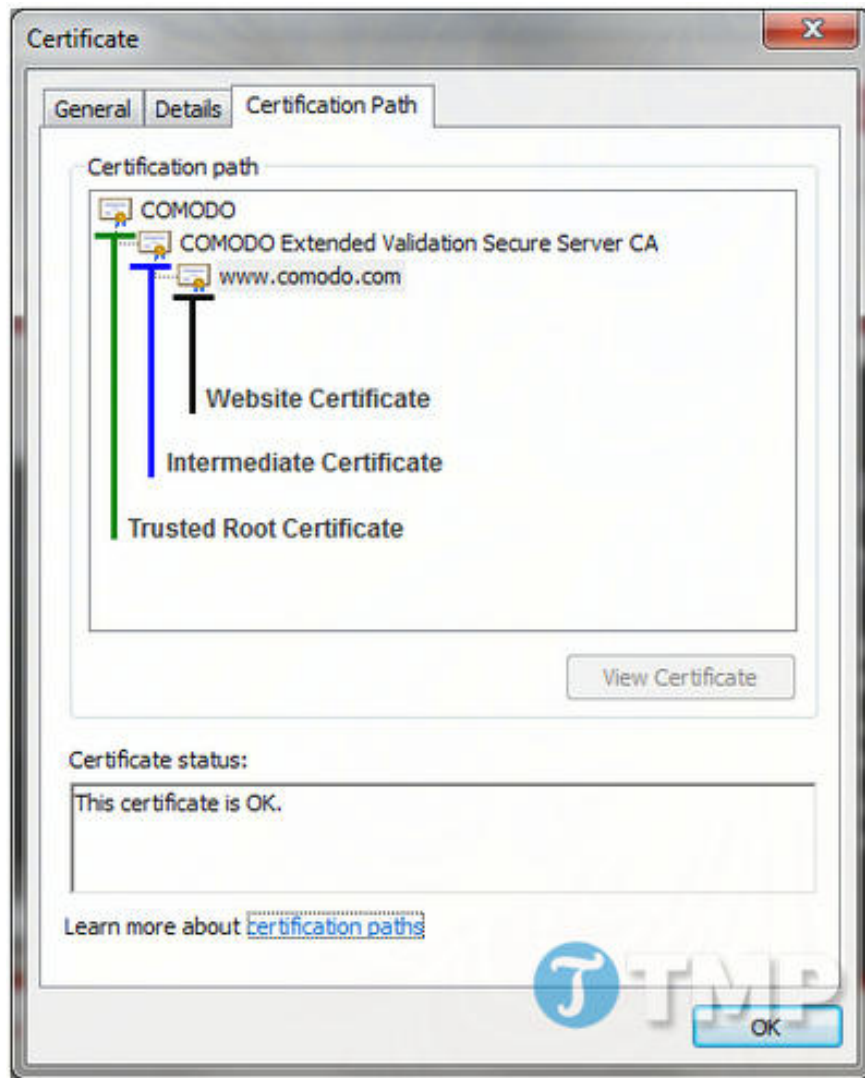 Certificate
General
Details
Certification Path
Certification path
COMODO
COMODO Extended Validation Secure Server CA
www.comodo.com
Website Certificate
Intermediate Certificate
Trusted Root Certificate
View Certificate
Certificate status:
This certificate is OK.
Learn more about certification paths
TMP
OK